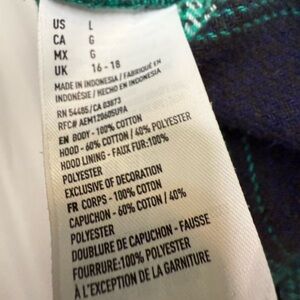 US L
CA G
MX G
UK 16 - 18
MADE IN INDONESIA / FABRIQUÉ EN
INDONÉSIE / HECHO EN INDONESIA
RN 54485/CA 03873
RFC# AEM120605U9A
EN BODY - 100% COTTON
HOOD - 60% COTTON / 40% POLYESTER
HOOD LINING - FAUX FUR:100%
POLYESTER
EXCLUSIVE OF DECORATION
FR CORPS - 100% COTON
CAPUCHON - 60% COTON / 40%
POLYESTER
DOUBLURE DE CAPUCHON - FAUSSE
FOURRURE:100% POLYESTER
À L'EXCEPTION DE LA GARNITURE